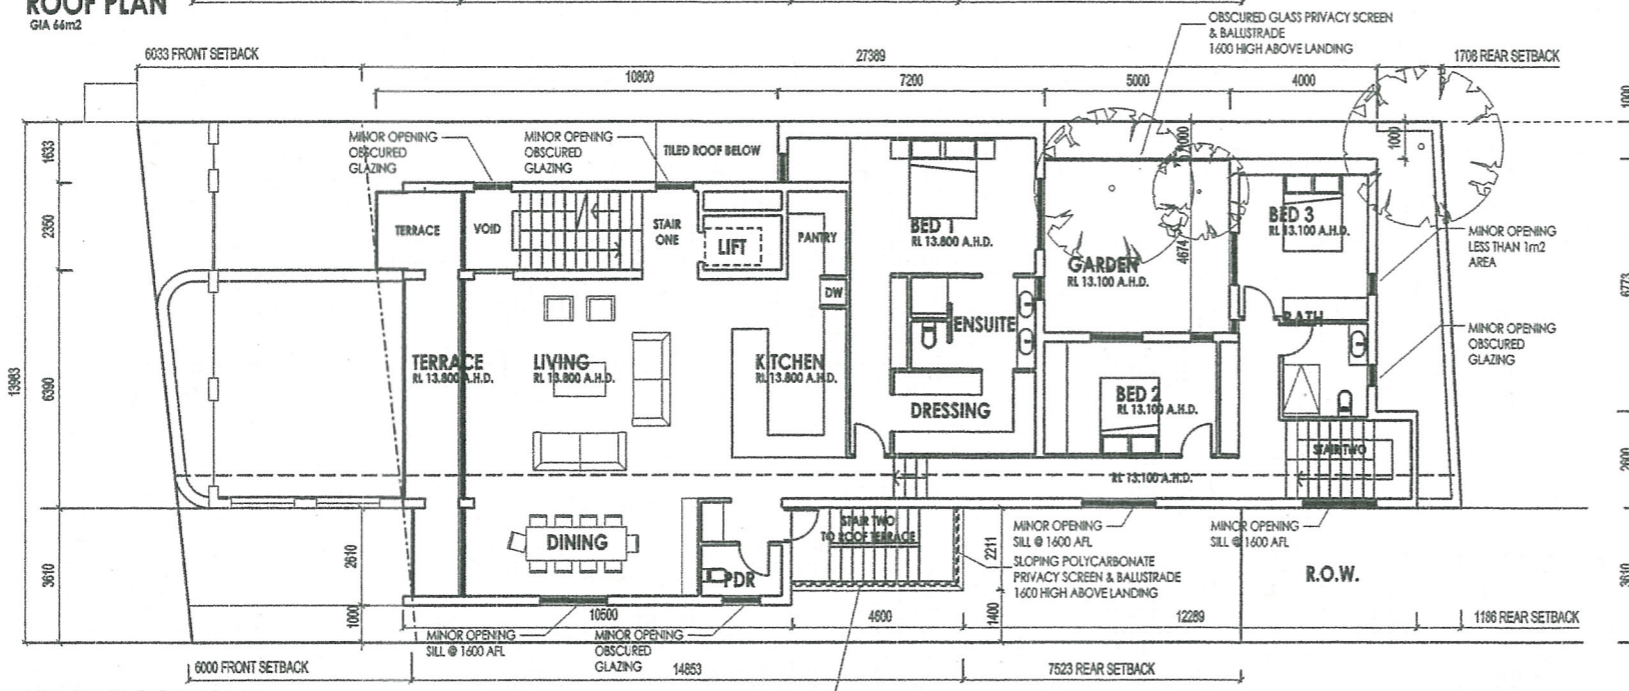 ROOF PLAN
GIA 66m2
6033 FRONT SETBACK
27389
OBSCURED GLASS PRIVACY SCREEN
& BALUSTRADE
1600 HIGH ABOVE LANDING
1708 REAR SETBACK
10800
7200
5000
4000
1000
1633
MINOR OPENING
OBSCURED
GLAZING
MINOR OPENING
OBSCURED
GLAZING
TILED ROOF BELOW
1000
1000
2350
TERRACE
VOID
STAIR
ONE
LIFT
PANTRY
BED 1
RL 13.800 A.H.D.
BED 3
RL 13.100 A.H.D.
MINOR OPENING
LESS THAN 1m2
AREA
GARDEN
RL 13.100 A.H.D.
4674
6773
DW
ENSUITE
BATH
MINOR OPENING
OBSCURED
GLAZING
13983
6390
TERRACE
RL 13.800 A.H.D.
LIVING
RL 13.800 A.H.D.
KITCHEN
RL 13.800 A.H.D.
DRESSING
BED 2
RL 13.100 A.H.D.
STAIR TWO
2600
RL 13.100 A.H.D.
3610
2610
DINING
PDR
STAIR TWO
TO ROOF TERRACE
2211
MINOR OPENING
SILL @ 1600 AFL
MINOR OPENING
SILL @ 1600 AFL
SLOPING POLYCARBONATE
PRIVACY SCREEN & BALUSTRADE
1600 HIGH ABOVE LANDING
R.O.W.
3610
1000
10500
4600
1400
12289
1186 REAR SETBACK
MINOR OPENING
SILL @ 1600 AFL
MINOR OPENING
OBSCURED
GLAZING
6000 FRONT SETBACK
14853
7523 REAR SETBACK